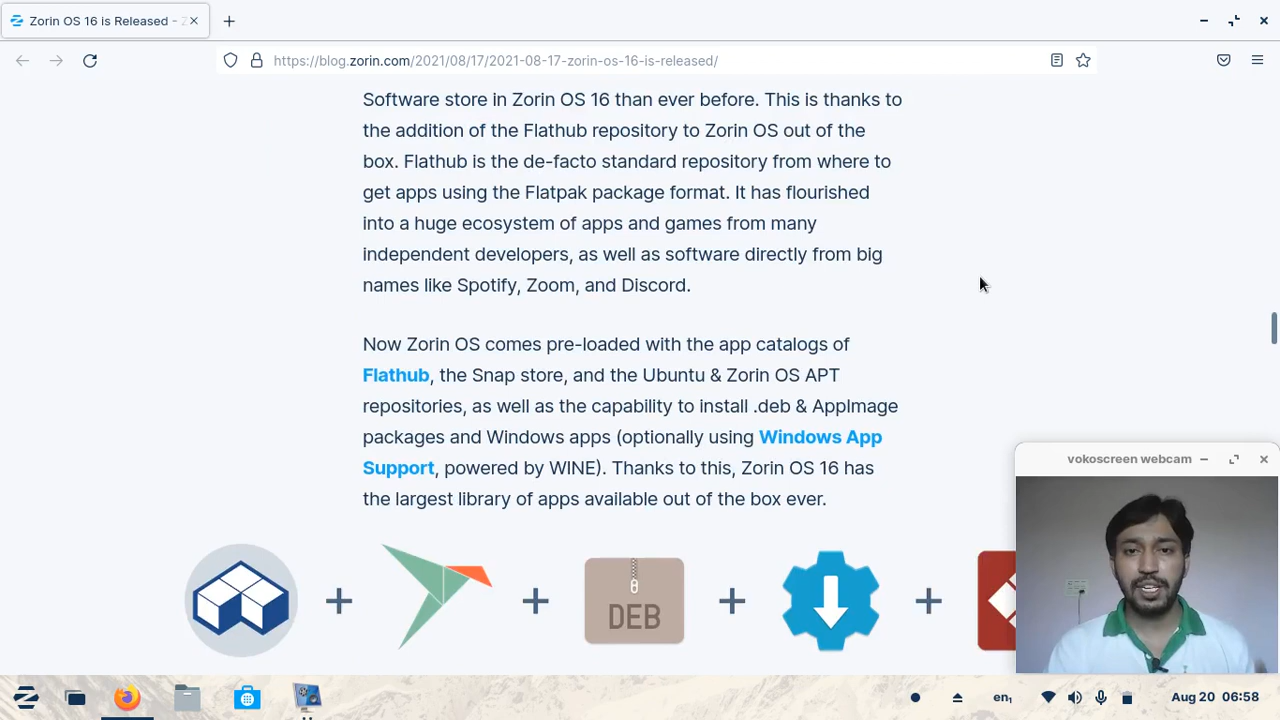 Zorin OS 16 is Released - Z
https://blog.zorin.com/2021/08/17/2021-08-17-zorin-os-16-is-released/
Software store in Zorin OS 16 than ever before. This is thanks to
the addition of the Flathub repository to Zorin OS out of the
box. Flathub is the de-facto standard repository from where to
get apps using the Flatpak package format. It has flourished
into a huge ecosystem of apps and games from many
independent developers, as well as software directly from big
names like Spotify, Zoom, and Discord.
Now Zorin OS comes pre-loaded with the app catalogs of
Flathub, the Snap store, and the Ubuntu & Zorin OS APT
repositories, as well as the capability to install .deb & AppImage
packages and Windows apps (optionally using Windows App
Support, powered by WINE). Thanks to this, Zorin OS 16 has
the largest library of apps available out of the box ever.
vokoscreen webcam
+ + DEB + +
en1
Aug 20 06:58